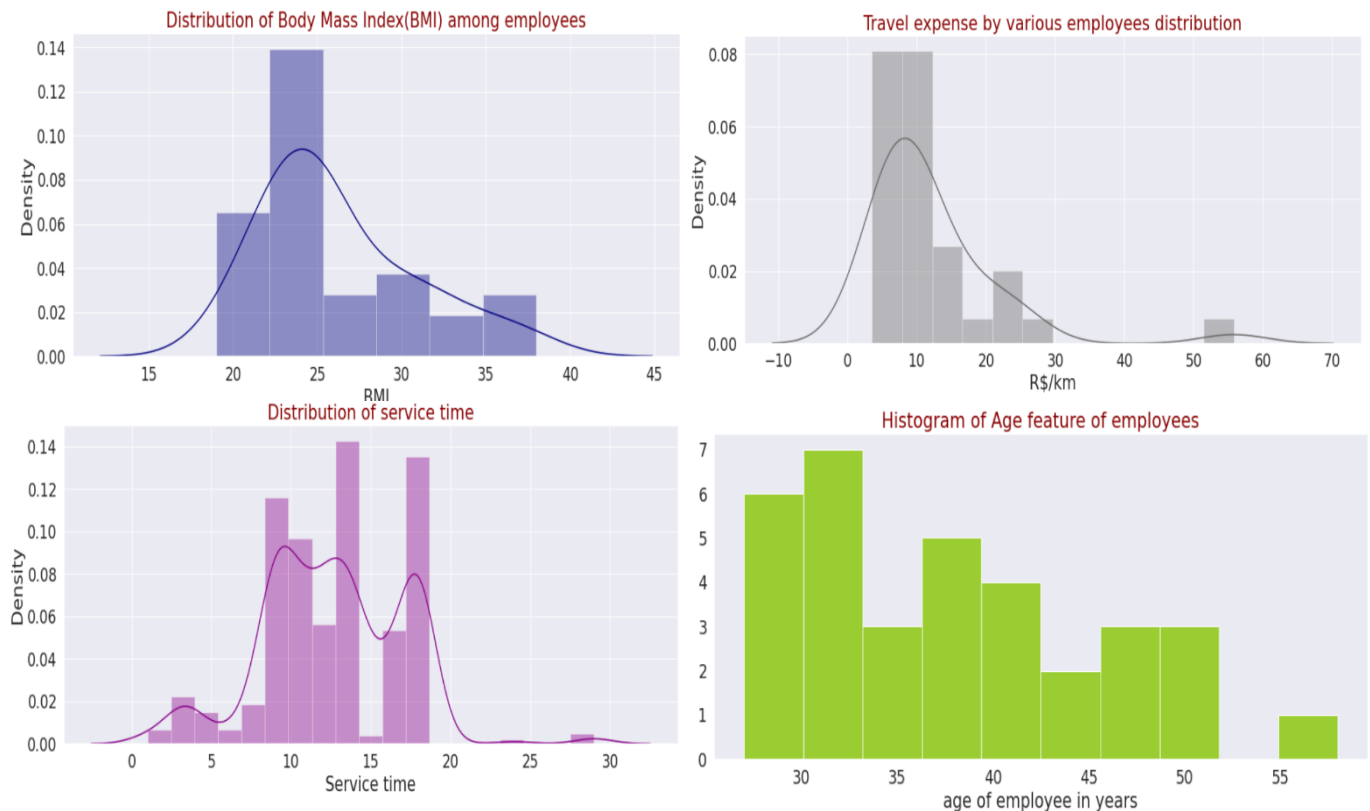 Distribution of Body Mass Index(BMI) among employees
0.14
0.12
0.10
0.08
0.06
0.04
0.02
0.00
Density
15 20 25 30 35 40 45
BMI
Travel expense by various employees distribution
0.08
0.06
0.04
0.02
0.00
Density
−10 0 10 20 30 40 50 60 70
R$/km
Distribution of service time
0.14
0.12
0.10
0.08
0.06
0.04
0.02
0.00
Density
0 5 10 15 20 25 30
Service time
Histogram of Age feature of employees
7
6
5
4
3
2
1
0
30 35 40 45 50 55
age of employee in years